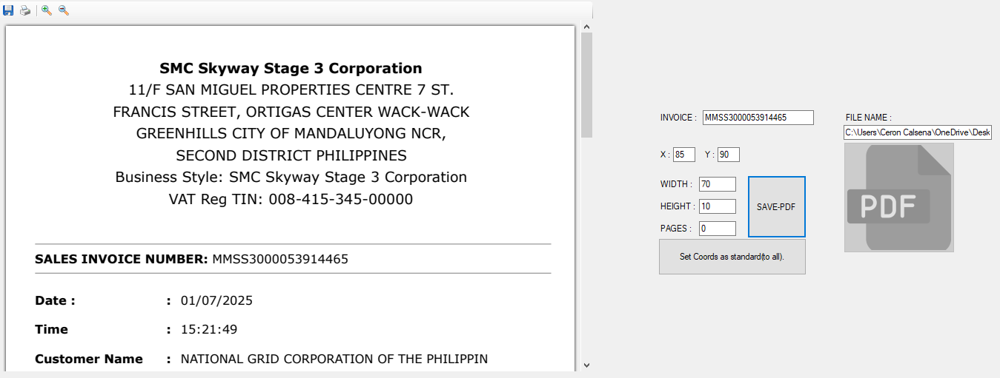 SMC Skyway Stage 3 Corporation
11/F SAN MIGUEL PROPERTIES CENTRE 7 ST.
FRANCIS STREET, ORTIGAS CENTER WACK-WACK
GREENHILLS CITY OF MANDALUYONG NCR,
SECOND DISTRICT PHILIPPINES
Business Style: SMC Skyway Stage 3 Corporation
VAT Reg TIN: 008-415-345-00000
SALES INVOICE NUMBER: MMSS3000053914465
Date : : 01/07/2025
Time : 15:21:49
Customer Name : NATIONAL GRID CORPORATION OF THE PHILIPPIN
INVOICE : MMSS3000053914465
X : 85 Y : 90
WIDTH : 70
HEIGHT : 10
PAGES : 0
SAVE-PDF
Set Coords as standard(to all).
FILE NAME :
C:\Users\Ceron Calsena\OneDrive\Desk
PDF